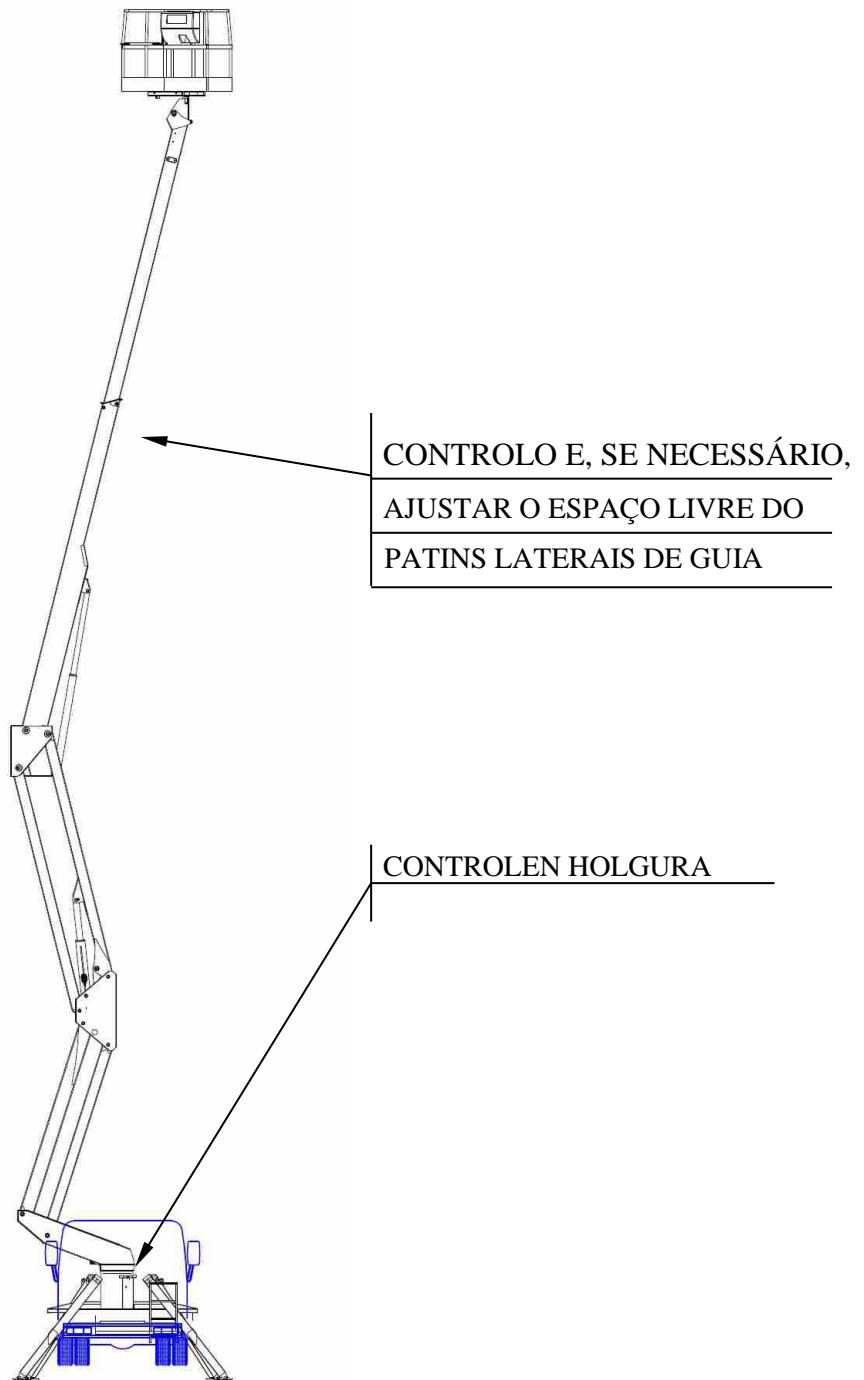 CONTROLO E, SE NECESSÁRIO,
AJUSTAR O ESPAÇO LIVRE DO
PATINS LATERAIS DE GUIA
CONTROLEN HOLGURA